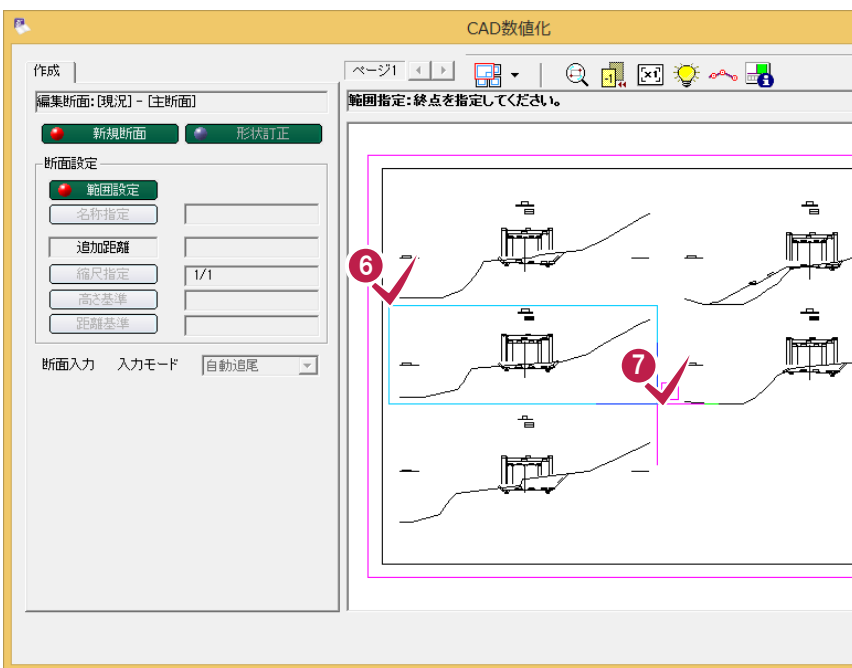 CAD数値化
作成
ページ1
編集断面:[現況] - [主断面]
範囲指定:終点を指定してください。
新規断面
形状訂正
断面設定
範囲設定
名称指定
追加距離
縮尺指定
1/1
高さ基準
距離基準
断面入力 入力モード
自動追尾
6
7